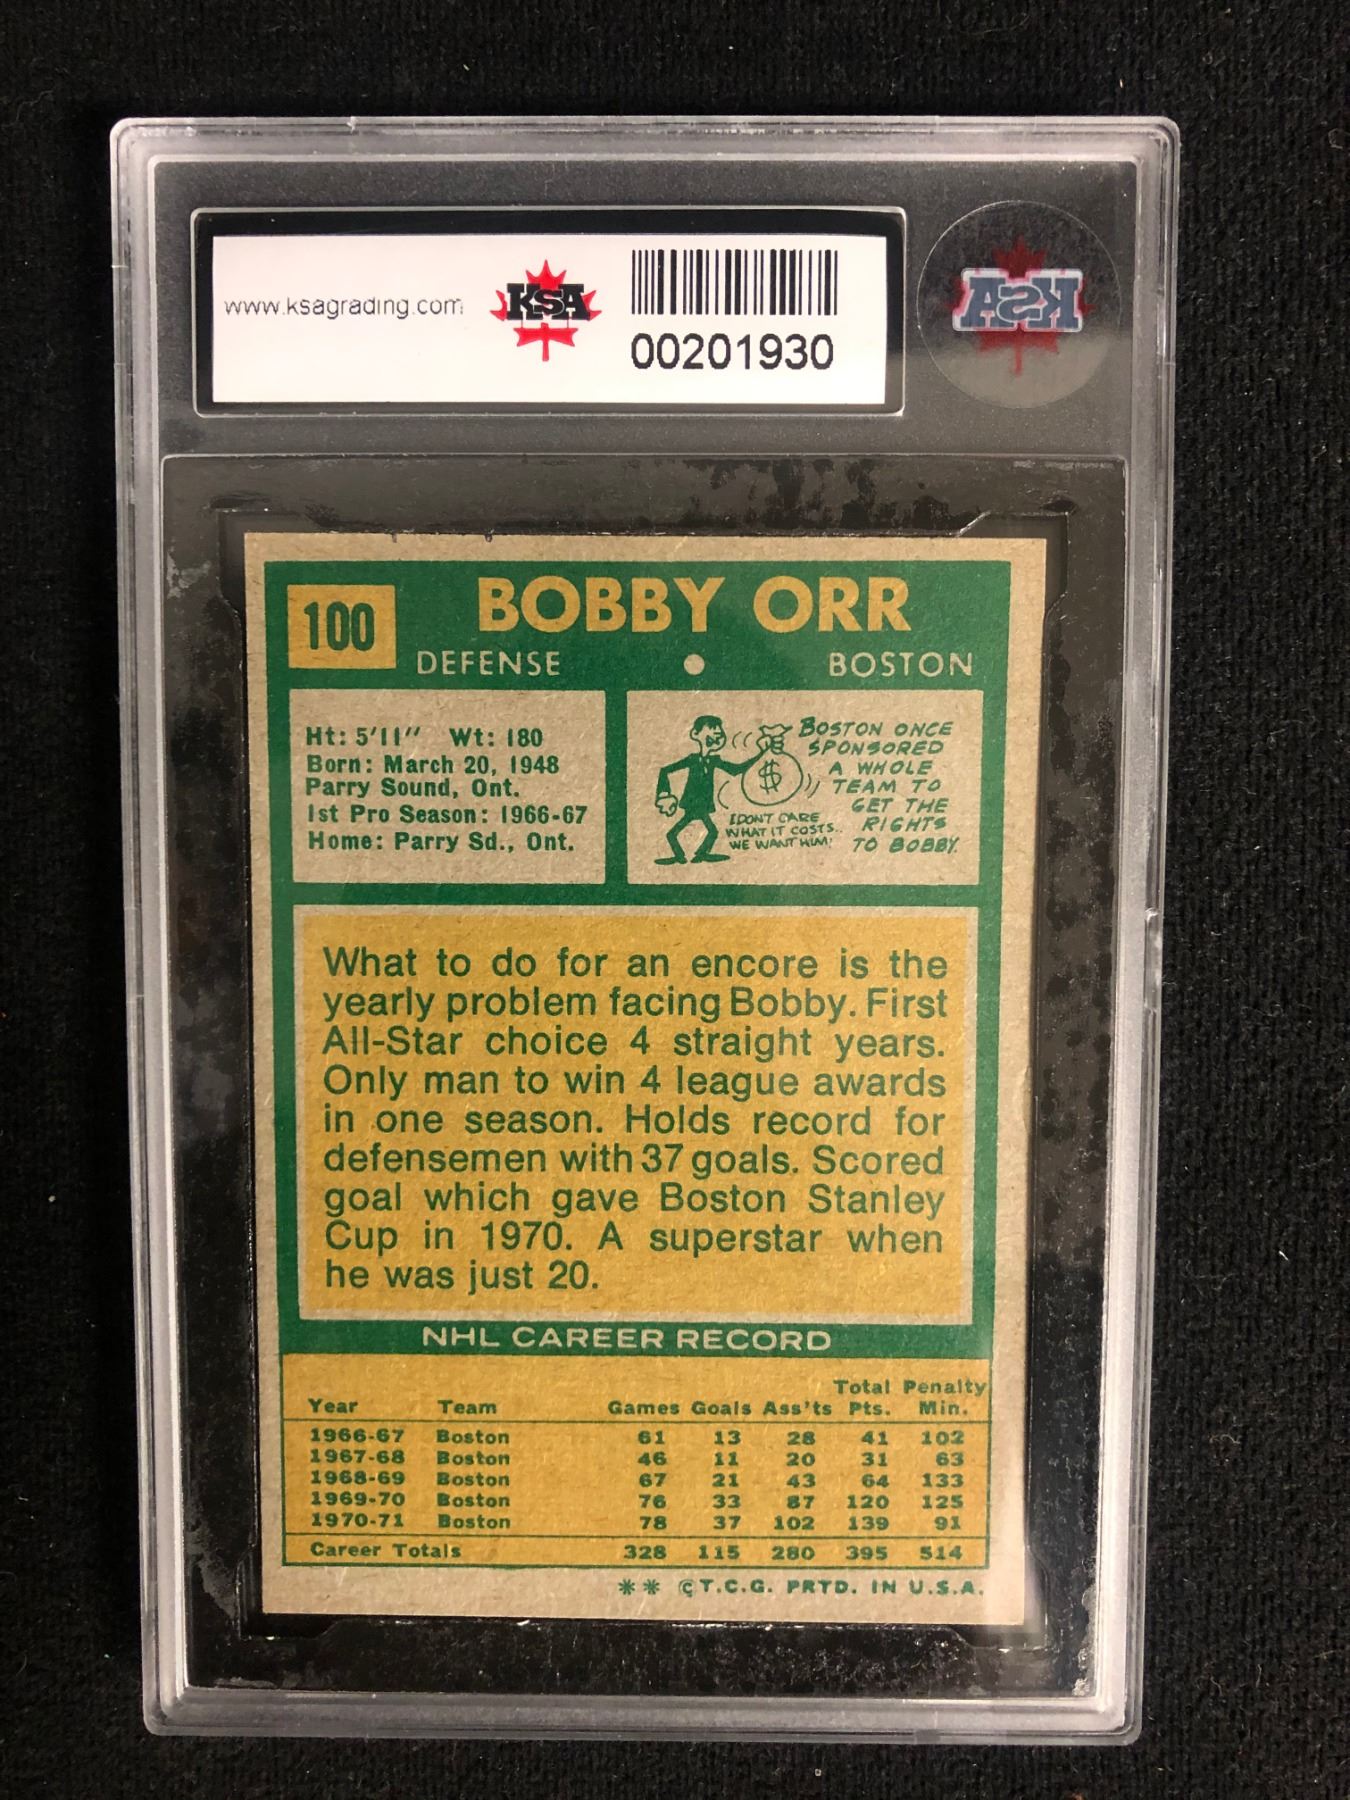 www.ksagrading.com
KSA
00201930
KSA
100
BOBBY ORR
DEFENSE
BOSTON
Ht: 5'11" Wt: 180
Born: March 20, 1948
Parry Sound, Ont.
1st Pro Season: 1966-67
Home: Parry Sd., Ont.
BOSTON ONCE
SPONSORED
A WHOLE
TEAM TO
GET THE
RIGHTS
TO BOBBY.
$
I DONT CARE
WHAT IT COSTS..
WE WANT HIM!
What to do for an encore is the
yearly problem facing Bobby. First
All-Star choice 4 straight years.
Only man to win 4 league awards
in one season. Holds record for
defensemen with 37 goals. Scored
goal which gave Boston Stanley
Cup in 1970. A superstar when
he was just 20.
NHL CAREER RECORD
Total Penalty
Year Team Games Goals Ass'ts Pts. Min.
1966-67 Boston 61 13 28 41 102
1967-68 Boston 46 11 20 31 63
1968-69 Boston 67 21 43 64 133
1969-70 Boston 76 33 87 120 125
1970-71 Boston 78 37 102 139 91
Career Totals 328 115 280 395 514
** © T.C.G. PRTD. IN U.S.A.